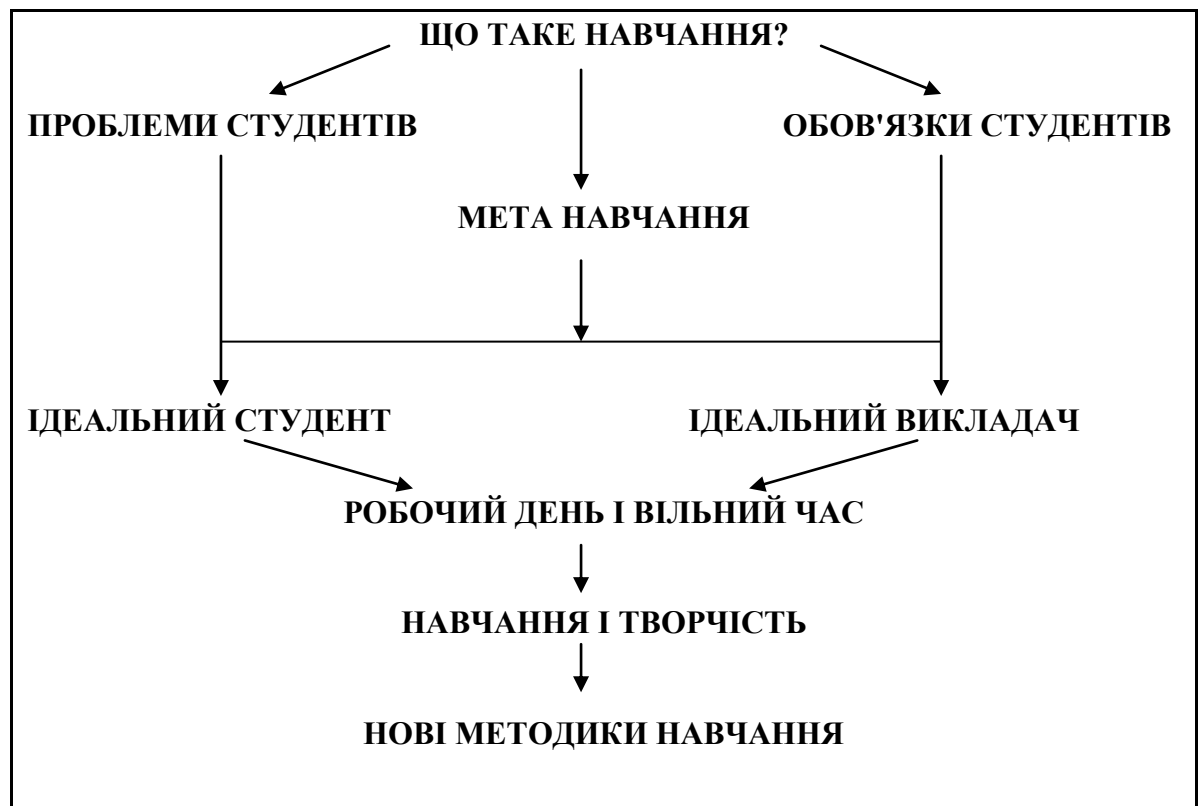 ЩО ТАКЕ НАВЧАННЯ?
ПРОБЛЕМИ СТУДЕНТІВ
ОБОВ'ЯЗКИ СТУДЕНТІВ
МЕТА НАВЧАННЯ
ІДЕАЛЬНИЙ СТУДЕНТ
ІДЕАЛЬНИЙ ВИКЛАДАЧ
РОБОЧИЙ ДЕНЬ І ВІЛЬНИЙ ЧАС
НАВЧАННЯ І ТВОРЧІСТЬ
НОВІ МЕТОДИКИ НАВЧАННЯ